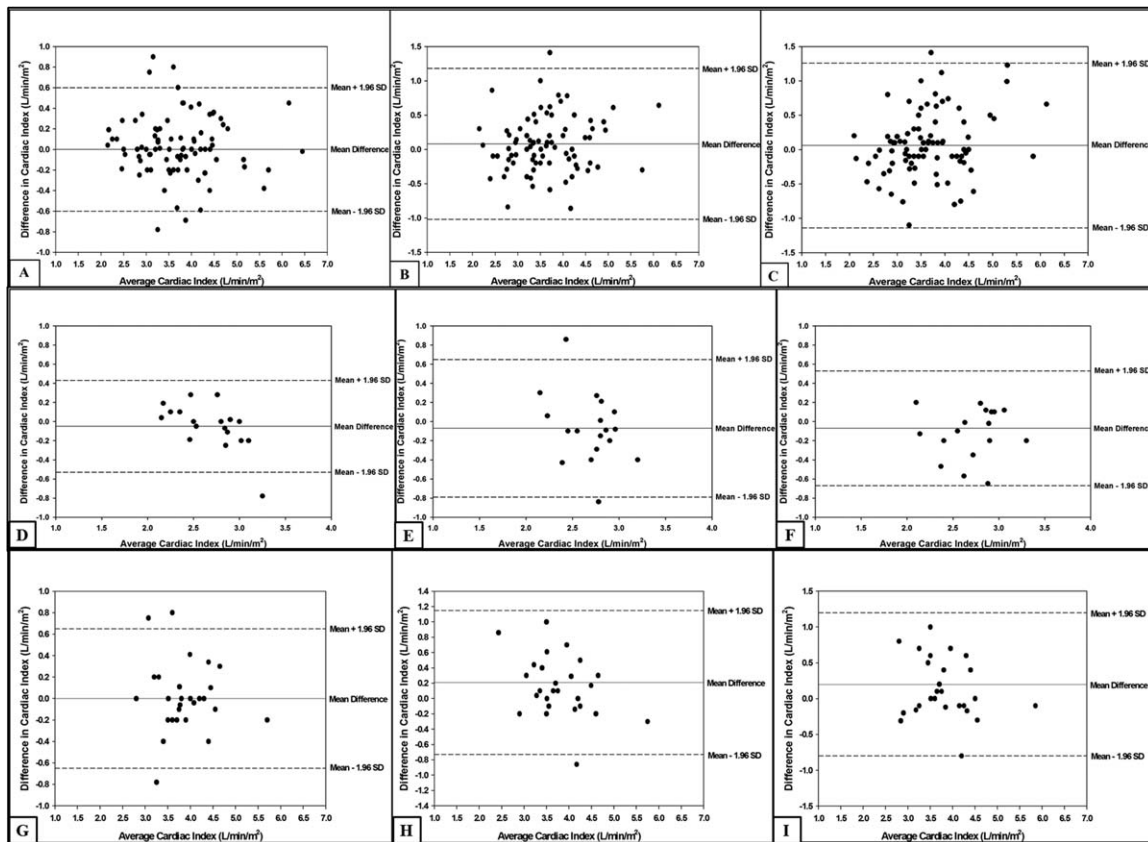 Difference in Cardiac Index (L/min/m²)
1.0
0.8
0.6
0.4
0.2
0.0
-0.2
-0.4
-0.6
-0.8
-1.0
Mean + 1.96 SD
Mean Difference
Mean - 1.96 SD
A
1.0 1.5 2.0 2.5 3.0 3.5 4.0 4.5 5.0 5.5 6.0 6.5 7.0
Average Cardiac Index (L/min/m²)
Difference in Cardiac Index (L/min/m²)
1.5
1.0
0.5
0.0
-0.5
-1.0
-1.5
Mean + 1.96 SD
Mean Difference
Mean - 1.96 SD
B
1.0 1.5 2.0 2.5 3.0 3.5 4.0 4.5 5.0 5.5 6.0 6.5 7.0
Average Cardiac Index (L/min/m²)
Difference in Cardiac Index (L/min/m²)
1.5
1.0
0.5
0.0
-0.5
-1.0
-1.5
Mean + 1.96 SD
Mean Difference
Mean - 1.96 SD
C
1.0 1.5 2.0 2.5 3.0 3.5 4.0 4.5 5.0 5.5 6.0 6.5 7.0
Average Cardiac Index (L/min/m²)
Difference in Cardiac Index (L/min/m²)
1.0
0.8
0.6
0.4
0.2
0.0
-0.2
-0.4
-0.6
-0.8
-1.0
Mean + 1.96 SD
Mean Difference
Mean - 1.96 SD
D
1.0 1.5 2.0 2.5 3.0 3.5 4.0
Average Cardiac Index (L/min/m²)
Difference in Cardiac Index (L/min/m²)
1.0
0.8
0.6
0.4
0.2
0.0
-0.2
-0.4
-0.6
-0.8
-1.0
Mean + 1.96 SD
Mean Difference
Mean - 1.96 SD
E
1.0 1.5 2.0 2.5 3.0 3.5 4.0
Average Cardiac Index (L/min/m²)
Difference in Cardiac Index (L/min/m²)
1.0
0.8
0.6
0.4
0.2
0.0
-0.2
-0.4
-0.6
-0.8
-1.0
Mean + 1.96 SD
Mean Difference
Mean - 1.96 SD
F
1.0 1.5 2.0 2.5 3.0 3.5 4.0
Average Cardiac Index (L/min/m²)
Difference in Cardiac Index (L/min/m²)
1.0
0.8
0.6
0.4
0.2
0.0
-0.2
-0.4
-0.6
-0.8
-1.0
Mean + 1.96 SD
Mean Difference
Mean - 1.96 SD
G
1.0 1.5 2.0 2.5 3.0 3.5 4.0 4.5 5.0 5.5 6.0 6.5 7.0
Average Cardiac Index (L/min/m²)
Difference in Cardiac Index (L/min/m²)
1.4
1.2
1.0
0.8
0.6
0.4
0.2
0.0
-0.2
-0.4
-0.6
-0.8
-1.0
-1.2
-1.4
Mean + 1.96 SD
Mean Difference
Mean - 1.96 SD
H
1.0 1.5 2.0 2.5 3.0 3.5 4.0 4.5 5.0 5.5 6.0 6.5 7.0
Average Cardiac Index (L/min/m²)
Difference in Cardiac Index (L/min/m²)
1.4
1.2
1.0
0.8
0.6
0.4
0.2
0.0
-0.2
-0.4
-0.6
-0.8
-1.0
-1.2
-1.4
Mean + 1.96 SD
Mean Difference
Mean - 1.96 SD
I
1.0 1.5 2.0 2.5 3.0 3.5 4.0 4.5 5.0 5.5 6.0 6.5 7.0
Average Cardiac Index (L/min/m²)